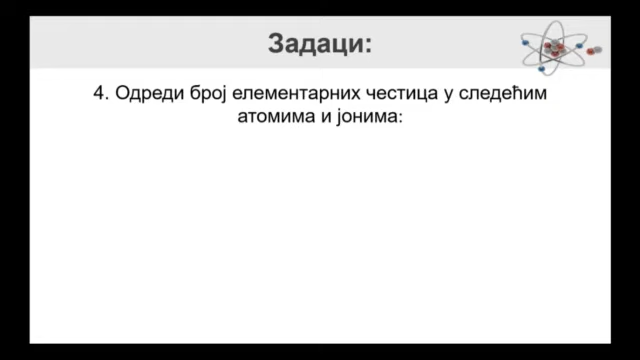 Задаци:
4. Одреди број елементарних честица у следећим
атомима и јонима: